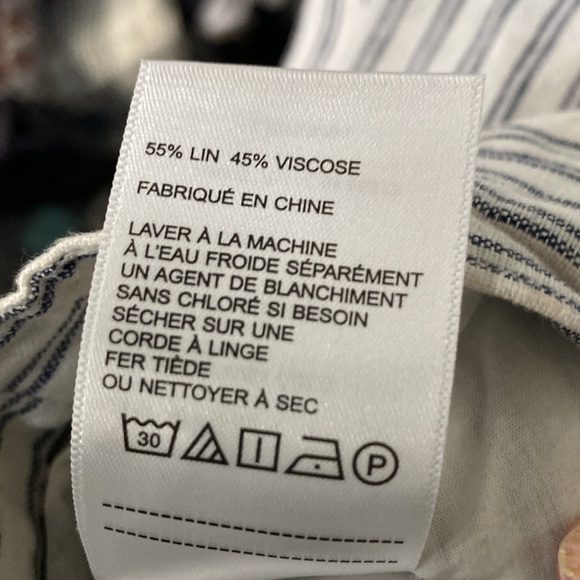 55% LIN 45% VISCOSE
FABRIQUÉ EN CHINE
LAVER À LA MACHINE
À L'EAU FROIDE SÉPARÉMENT
UN AGENT DE BLANCHIMENT
SANS CHLORÉ SI BESOIN
SÉCHER SUR UNE
CORDE À LINGE
FER TIÈDE
OU NETTOYER À SEC
30 P